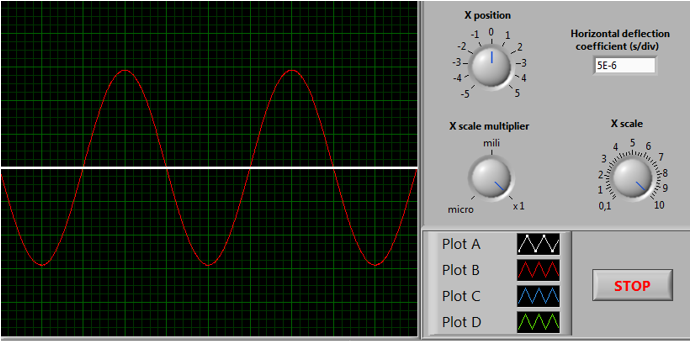 X position
-5 -4 -3 -2 -1 0 1 2 3 4 5
Horizontal deflection
coefficient (s/div)
5E-6
X scale multiplier
micro mili x1
X scale
0,1 1 2 3 4 5 6 7 8 9 10
Plot A
Plot B
Plot C
Plot D
STOP